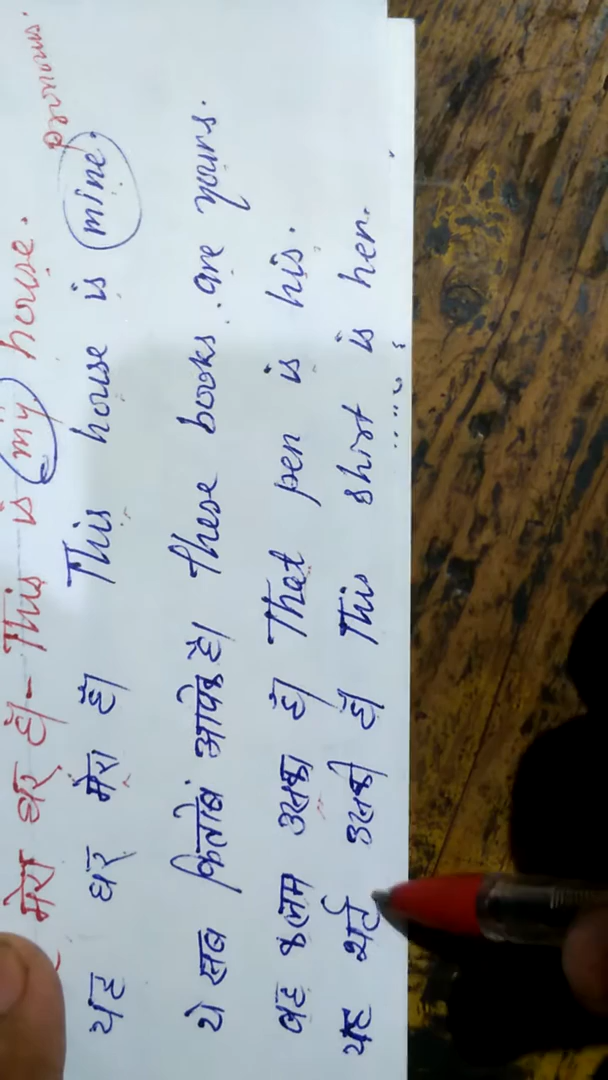 मेरा घर है।- This is my house.
pronouns.
यह घर मेरा है। This house is mine.
ये सब किताबें आपके है। these books are yours.
वह कलम उसका है। That pen is his.
यह शर्ट उसकी है। This shirt is her.